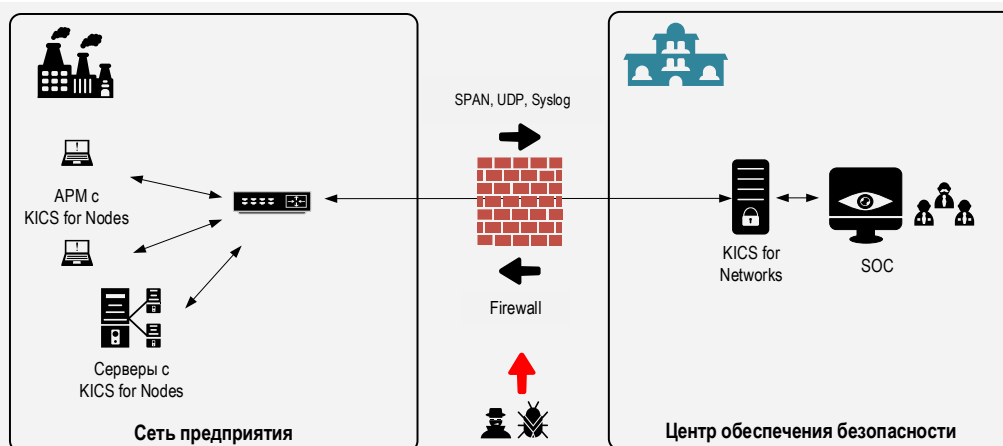 АРМ с
KICS for Nodes
Серверы с
KICS for Nodes
Сеть предприятия
SPAN, UDP, Syslog
Firewall
KICS for
Networks
SOC
Центр обеспечения безопасности